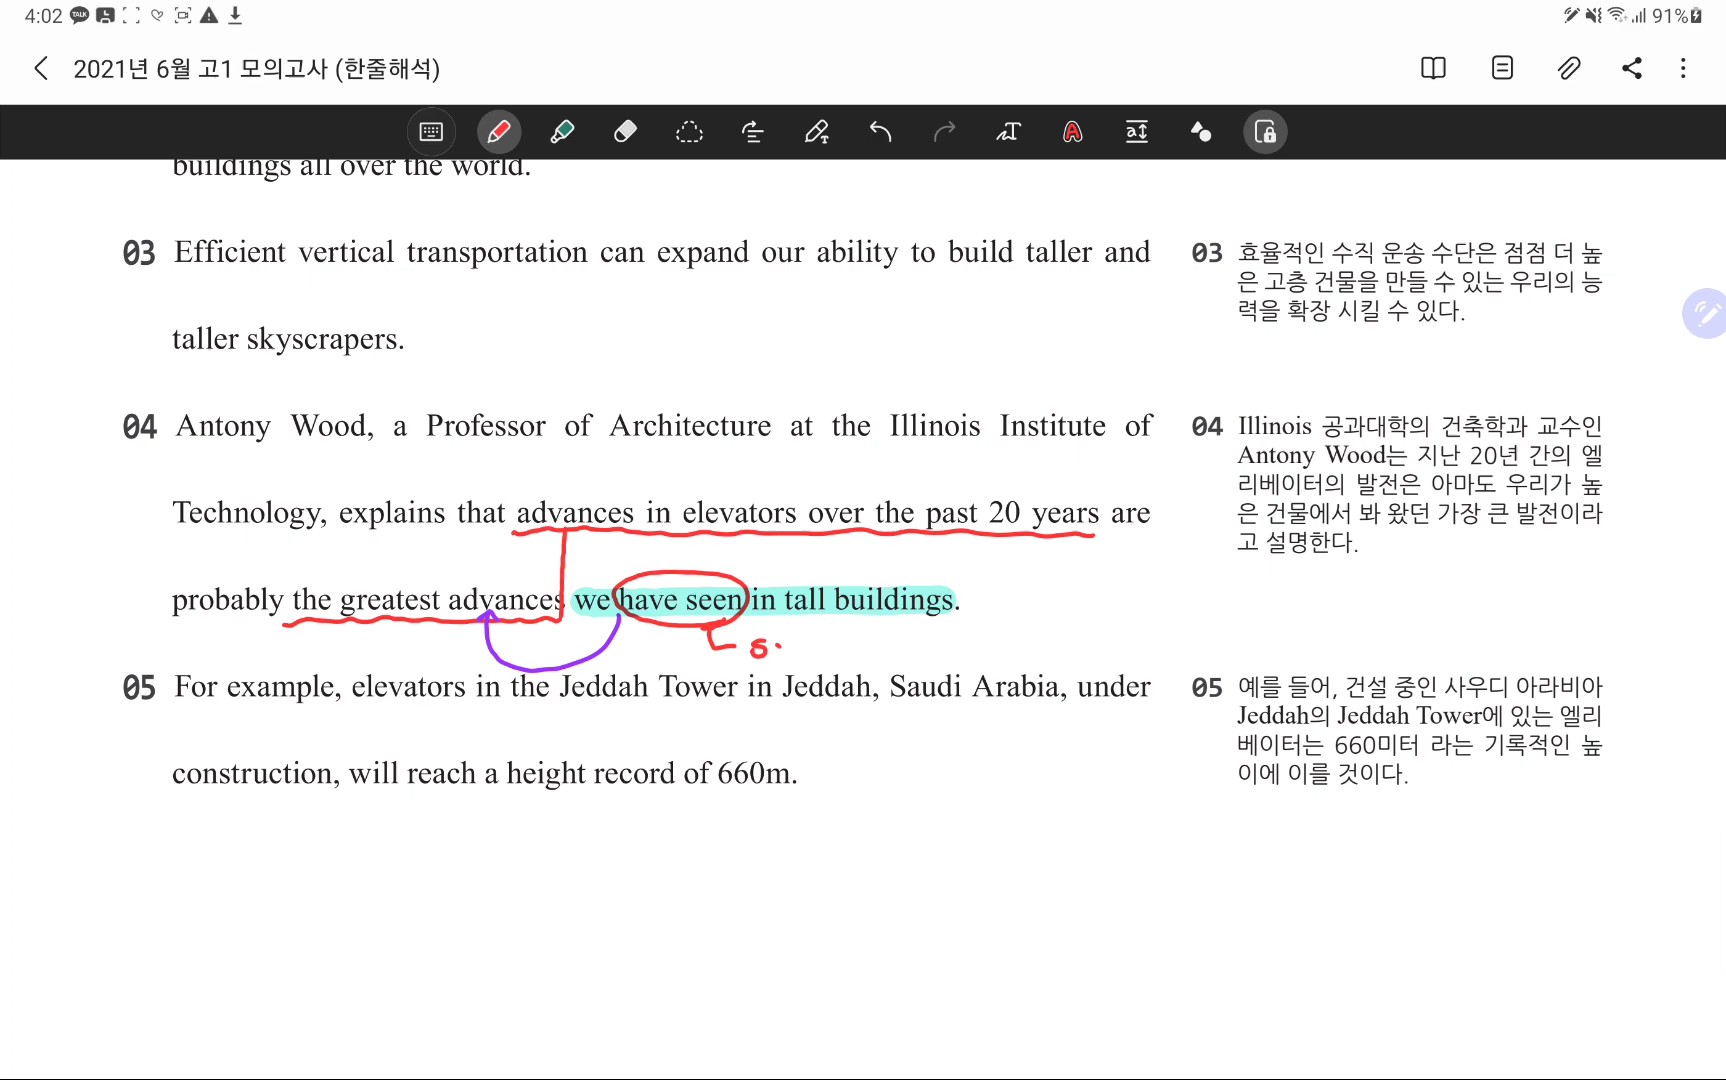 4:02 TALK 91%
2021년 6월 고1 모의고사 (한줄해석)
buildings all over the world.
03 Efficient vertical transportation can expand our ability to build taller and
taller skyscrapers.
03 효율적인 수직 운송 수단은 점점 더 높
은 고층 건물을 만들 수 있는 우리의 능
력을 확장 시킬 수 있다.
04 Antony Wood, a Professor of Architecture at the Illinois Institute of
Technology, explains that advances in elevators over the past 20 years are
probably the greatest advances we have seen in tall buildings.
s.
04 Illinois 공과대학의 건축학과 교수인
Antony Wood는 지난 20년 간의 엘
리베이터의 발전은 아마도 우리가 높
은 건물에서 봐 왔던 가장 큰 발전이라
고 설명한다.
05 For example, elevators in the Jeddah Tower in Jeddah, Saudi Arabia, under
construction, will reach a height record of 660m.
05 예를 들어, 건설 중인 사우디 아라비아
Jeddah의 Jeddah Tower에 있는 엘리
베이터는 660미터 라는 기록적인 높
이에 이를 것이다.